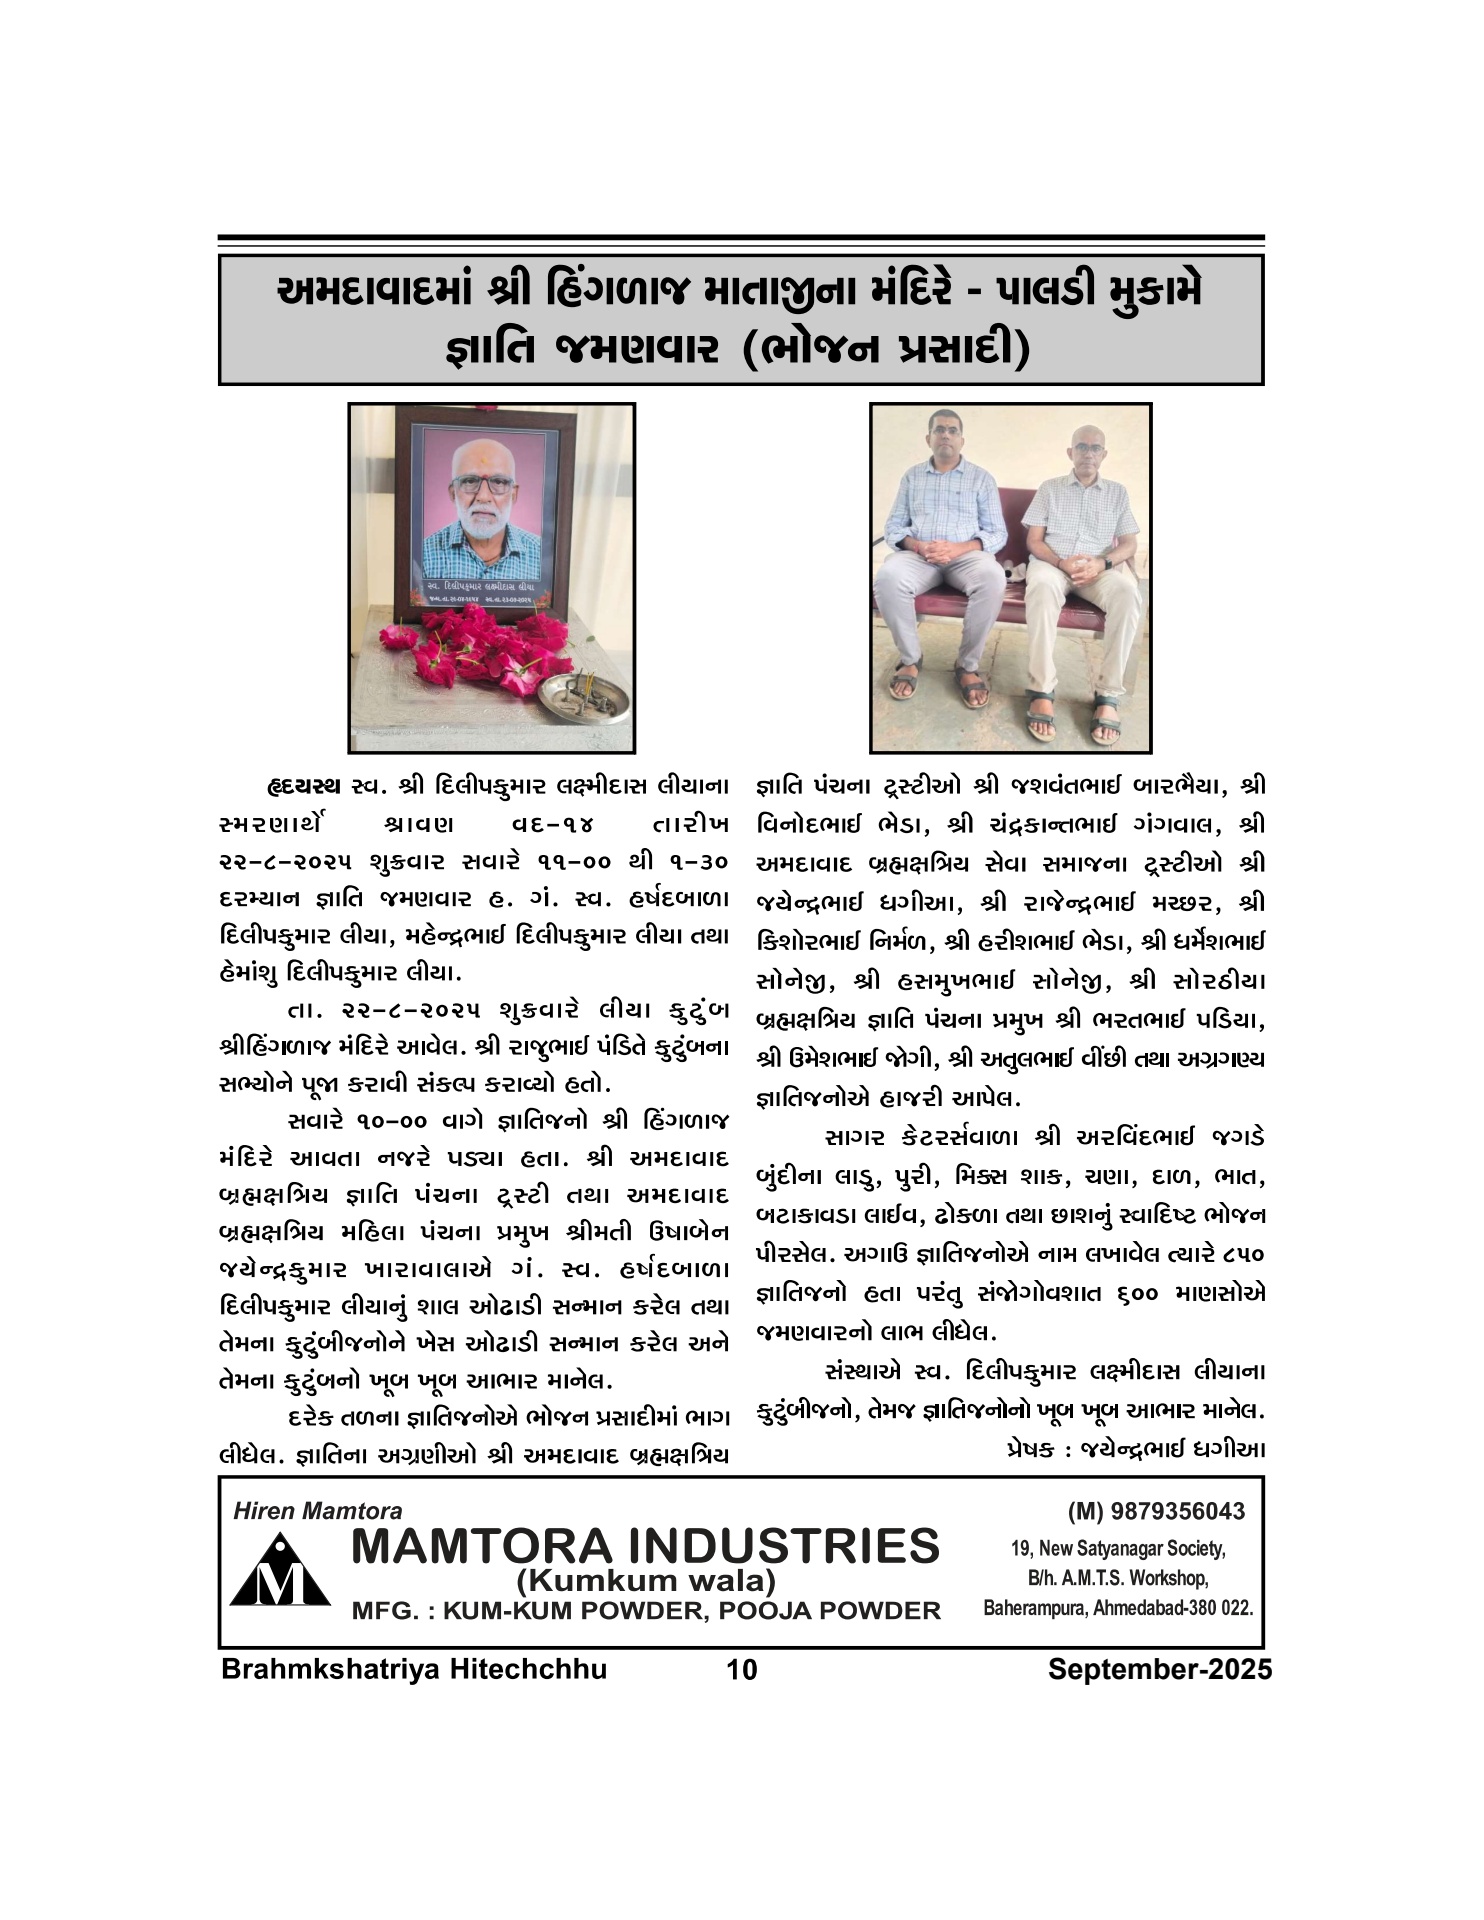 અમદાવાદમાં શ્રી હિંગળાજ માતાજીના મંદિરે - પાલડી મુકામે
જ્ઞાતિ જમણવાર (ભોજન પ્રસાદી)
સ્વ. દિલીપકુમાર લક્ષ્મીદાસ લીયા
હૃદયસ્થ સ્વ. શ્રી દિલીપકુમાર લક્ષ્મીદાસ લીયાના
સ્મરણાર્થે શ્રાવણ વદ-૧૪ તારીખ
૨૨-૮-૨૦૨૫ શુક્રવાર સવારે ૧૧-૦૦ થી ૧-૩૦
દરમ્યાન જ્ઞાતિ જમણવાર હ. ગં. સ્વ. હર્ષદબાળા
દિલીપકુમાર લીયા, મહેન્દ્રભાઈ દિલીપકુમાર લીયા તથા
હેમાંશુ દિલીપકુમાર લીયા.
તા. ૨૨-૮-૨૦૨૫ શુક્રવારે લીયા કુટુંબ
શ્રીહિંગળાજ મંદિરે આવેલ. શ્રી રાજુભાઈ પંડિતે કુટુંબના
સભ્યોને પૂજા કરાવી સંકલ્પ કરાવ્યો હતો.
સવારે ૧૦-૦૦ વાગે જ્ઞાતિજનો શ્રી હિંગળાજ
મંદિરે આવતા નજરે પડ્યા હતા. શ્રી અમદાવાદ
બ્રહ્મક્ષત્રિય જ્ઞાતિ પંચના ટ્રસ્ટી તથા અમદાવાદ
બ્રહ્મક્ષત્રિય મહિલા પંચના પ્રમુખ શ્રીમતી ઉષાબેન
જયેન્દ્રકુમાર ખારાવાલાએ ગં. સ્વ. હર્ષાદબાળા
દિલીપકુમાર લીયાનું શાલ ઓઢાડી સન્માન કરેલ તથા
તેમના કુટુંબીજનોને ખેસ ઓઢાડી સન્માન કરેલ અને
તેમના કુટુંબનો ખૂબ ખૂબ આભાર માનેલ.
દરેક તળના જ્ઞાતિજનોએ ભોજન પ્રસાદીમાં ભાગ
લીધેલ. જ્ઞાતિના અગ્રણીઓ શ્રી અમદાવાદ બ્રહ્મક્ષત્રિય
જ્ઞાતિ પંચના ટ્રસ્ટીઓ શ્રી જશવંતભાઈ બારભૈયા, શ્રી
વિનોદભાઈ ભેડા, શ્રી ચંદ્રકાન્તભાઈ ગંગવાલ, શ્રી
અમદાવાદ બ્રહ્મક્ષત્રિય સેવા સમાજના ટ્રસ્ટીઓ શ્રી
જયેન્દ્રભાઈ ધગીઆ, શ્રી રાજેન્દ્રભાઈ મચ્છર, શ્રી
કિશોરભાઈ નિર્મળ, શ્રી હરીશભાઈ ભેડા, શ્રી ધર્મેશભાઈ
સોનેજી, શ્રી હસમુખભાઈ સોનેજી, શ્રી સોરઠીયા
બ્રહ્મક્ષત્રિય જ્ઞાતિ પંચના પ્રમુખ શ્રી ભરતભાઈ પડિયા,
શ્રી ઉમેશભાઈ જોગી, શ્રી અતુલભાઈ વીંછી તથા અગ્રગણ્ય
જ્ઞાતિજનોએ હાજરી આપેલ.
સાગર કેટરર્સવાળા શ્રી અરવિંદભાઈ જગડે
બુંદીના લાડુ, પુરી, મિક્સ શાક, ચણા, દાળ, ભાત,
બટાકાવડા લાઈવ, ઢોકળા તથા છાશનું સ્વાદિષ્ટ ભોજન
પીરસેલ. અગાઉ જ્ઞાતિજનોએ નામ લખાવેલ ત્યારે ૮૫૦
જ્ઞાતિજનો હતા પરંતુ સંજોગોવશાત ૬૦૦ માણસોએ
જમણવારનો લાભ લીધેલ.
સંસ્થાએ સ્વ. દિલીપકુમાર લક્ષ્મીદાસ લીયાના
કુટુંબીજનો, તેમજ જ્ઞાતિજનોનો ખૂબ ખૂબ આભાર માનેલ.
પ્રેષક : જયેન્દ્રભાઈ ધગીઆ
Hiren Mamtora
(M) 9879356043
M
MAMTORA INDUSTRIES
(Kumkum wala)
MFG. : KUM-KUM POWDER, POOJA POWDER
19, New Satyanagar Society,
B/h. A.M.T.S. Workshop,
Baherampura, Ahmedabad-380 022.
Brahmkshatriya Hitechchhu 10 September-2025